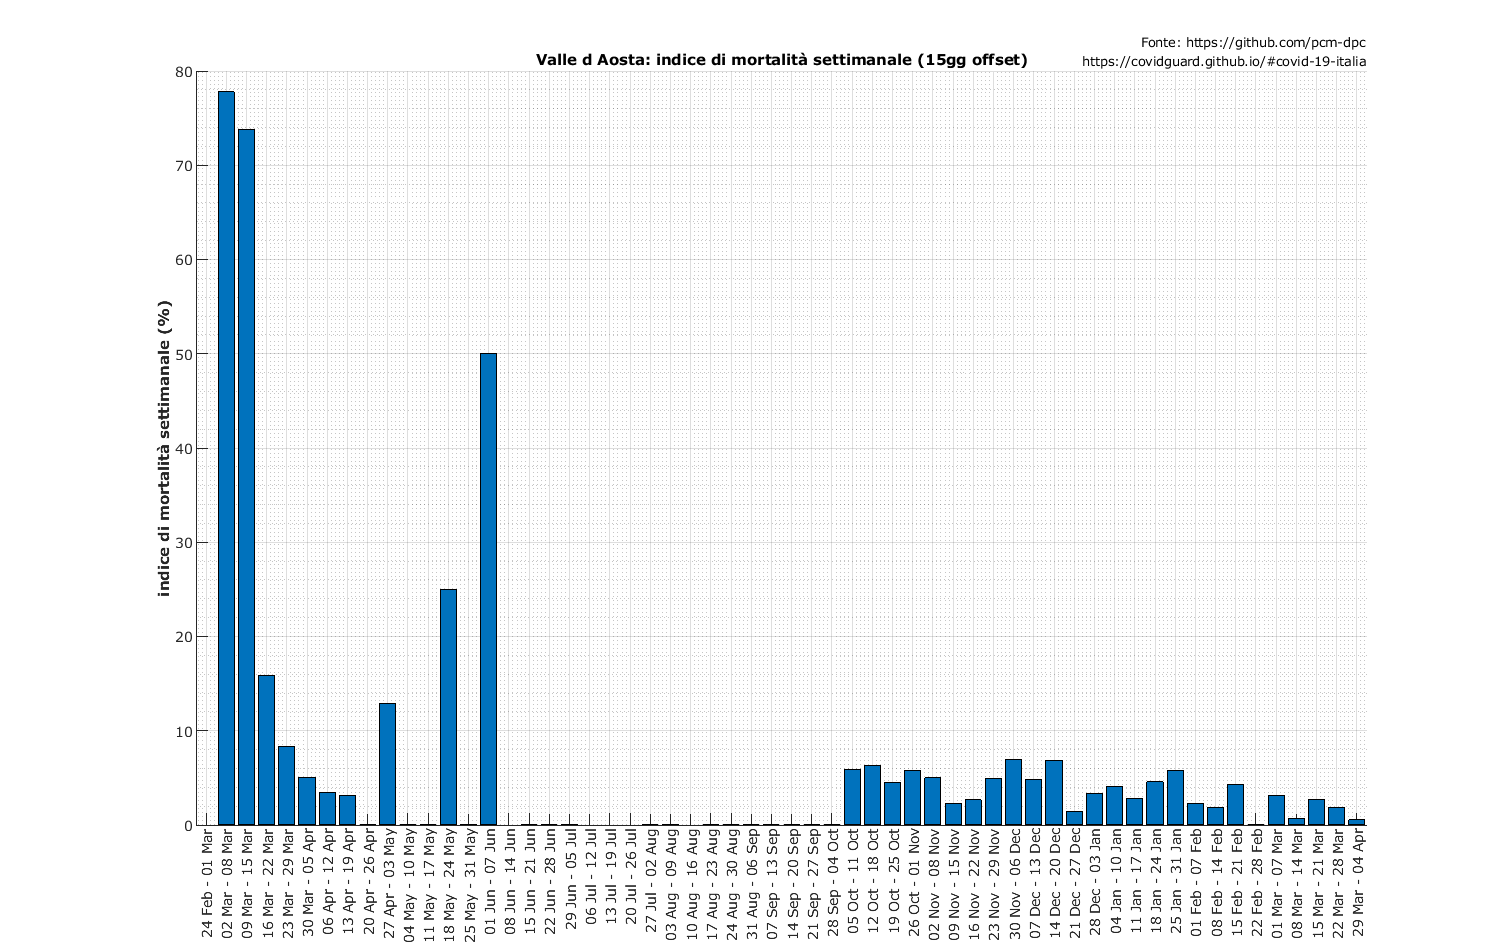 Fonte: https://github.com/pcm-dpc
Valle d Aosta: indice di mortalità settimanale (15gg offset)
https://covidguard.github.io/#covid-19-italia
indice di mortalità settimanale (%)
80
70
60
50
40
30
20
10
0
24 Feb - 01 Mar
02 Mar - 08 Mar
09 Mar - 15 Mar
16 Mar - 22 Mar
23 Mar - 29 Mar
30 Mar - 05 Apr
06 Apr - 12 Apr
13 Apr - 19 Apr
20 Apr - 26 Apr
27 Apr - 03 May
04 May - 10 May
11 May - 17 May
18 May - 24 May
25 May - 31 May
01 Jun - 07 Jun
08 Jun - 14 Jun
15 Jun - 21 Jun
22 Jun - 28 Jun
29 Jun - 05 Jul
06 Jul - 12 Jul
13 Jul - 19 Jul
20 Jul - 26 Jul
27 Jul - 02 Aug
03 Aug - 09 Aug
10 Aug - 16 Aug
17 Aug - 23 Aug
24 Aug - 30 Aug
31 Aug - 06 Sep
07 Sep - 13 Sep
14 Sep - 20 Sep
21 Sep - 27 Sep
28 Sep - 04 Oct
05 Oct - 11 Oct
12 Oct - 18 Oct
19 Oct - 25 Oct
26 Oct - 01 Nov
02 Nov - 08 Nov
09 Nov - 15 Nov
16 Nov - 22 Nov
23 Nov - 29 Nov
30 Nov - 06 Dec
07 Dec - 13 Dec
14 Dec - 20 Dec
21 Dec - 27 Dec
28 Dec - 03 Jan
04 Jan - 10 Jan
11 Jan - 17 Jan
18 Jan - 24 Jan
25 Jan - 31 Jan
01 Feb - 07 Feb
08 Feb - 14 Feb
15 Feb - 21 Feb
22 Feb - 28 Feb
01 Mar - 07 Mar
08 Mar - 14 Mar
15 Mar - 21 Mar
22 Mar - 28 Mar
29 Mar - 04 Apr